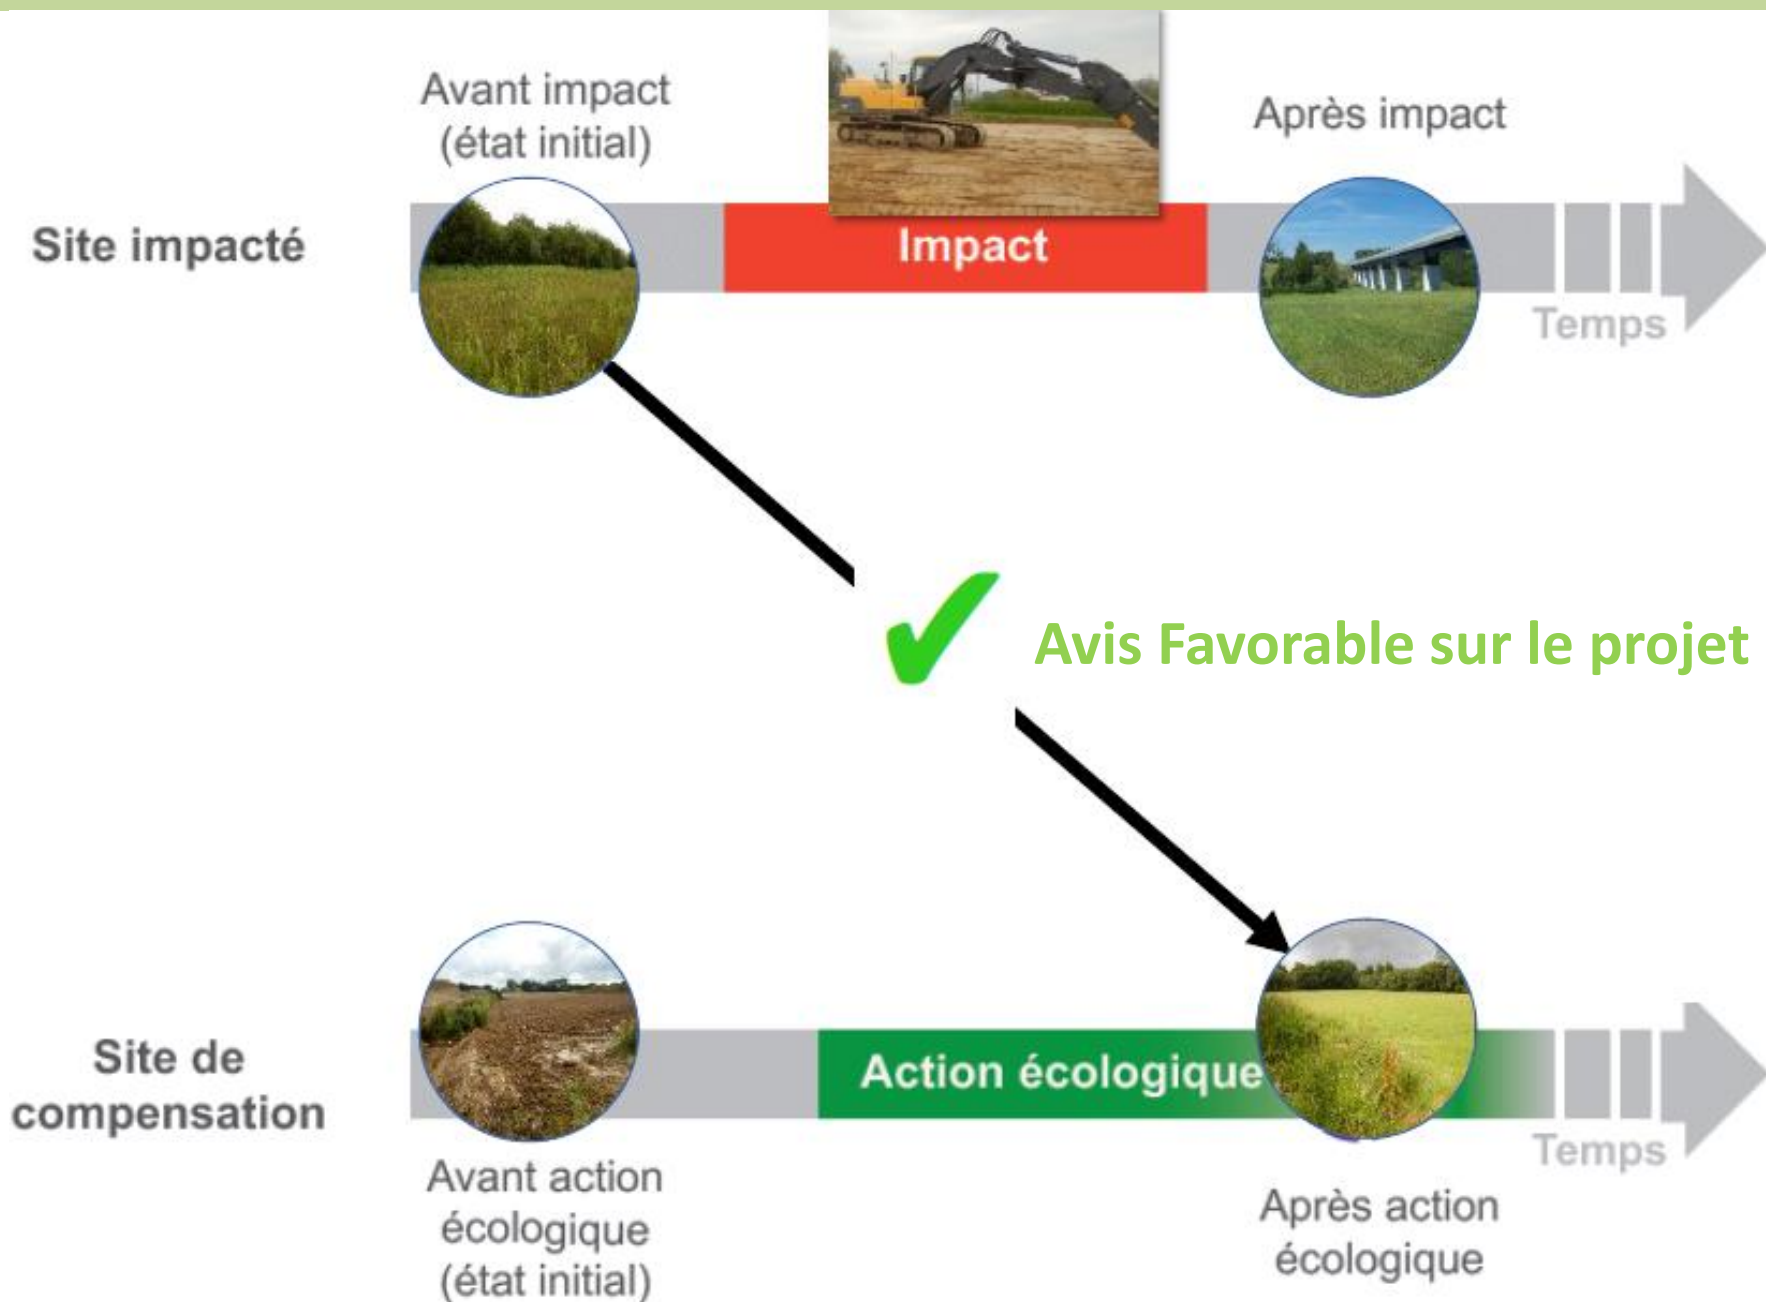 Avant impact
(état initial)
Après impact
Site impacté
Impact
Temps
Avis Favorable sur le projet
Site de
compensation
Action écologique
Temps
Avant action
écologique
(état initial)
Après action
écologique